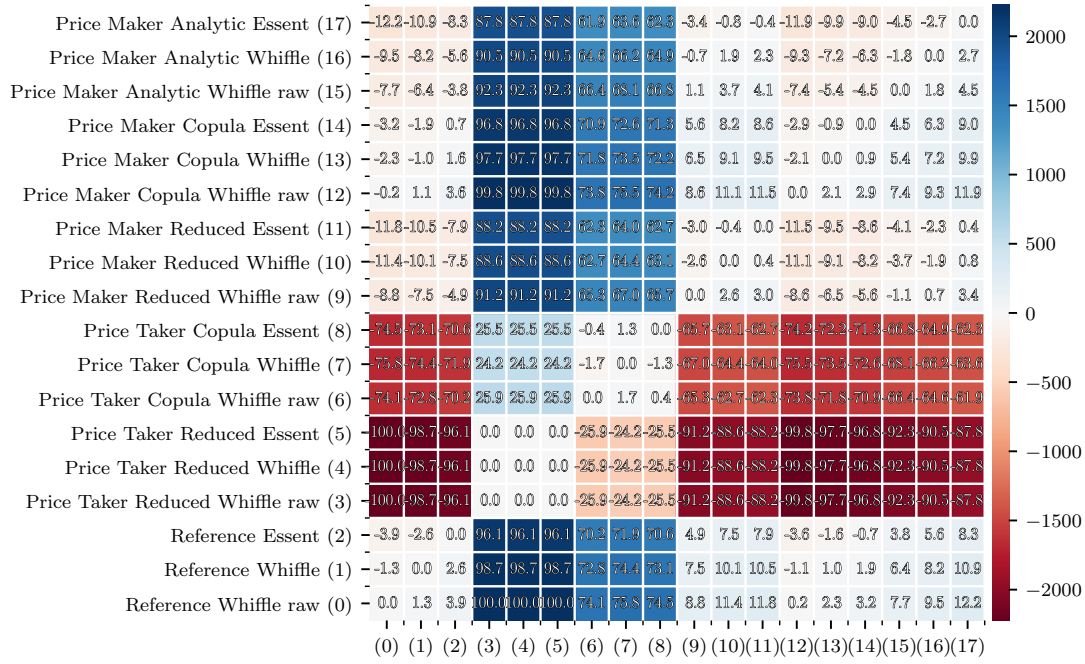 Price Maker Analytic Essent (17) -12.2 -10.9 -8.3 87.8 87.8 87.8 61.9 63.6 62.3 -3.4 -0.8 -0.4 -11.9 -9.9 -9.0 -4.5 -2.7 0.0
Price Maker Analytic Whiffle (16) -9.5 -8.2 -5.6 90.5 90.5 90.5 64.6 66.2 64.9 -0.7 1.9 2.3 -9.3 -7.2 -6.3 -1.8 0.0 2.7
Price Maker Analytic Whiffle raw (15) -7.7 -6.4 -3.8 92.3 92.3 92.3 66.4 68.1 66.8 1.1 3.7 4.1 -7.4 -5.4 -4.5 0.0 1.8 4.5
Price Maker Copula Essent (14) -3.2 -1.9 0.7 96.8 96.8 96.8 70.9 72.6 71.3 5.6 8.2 8.6 -2.9 -0.9 0.0 4.5 6.3 9.0
Price Maker Copula Whiffle (13) -2.3 -1.0 1.6 97.7 97.7 97.7 71.8 73.5 72.2 6.5 9.1 9.5 -2.1 0.0 0.9 5.4 7.2 9.9
Price Maker Copula Whiffle raw (12) -0.2 1.1 3.6 99.8 99.8 99.8 73.8 75.5 74.2 8.6 11.1 11.5 0.0 2.1 2.9 7.4 9.3 11.9
Price Maker Reduced Essent (11) -11.8 -10.5 -7.9 88.2 88.2 88.2 62.3 64.0 62.7 -3.0 -0.4 0.0 -11.5 -9.5 -8.6 -4.1 -2.3 0.4
Price Maker Reduced Whiffle (10) -11.4 -10.1 -7.5 88.6 88.6 88.6 62.7 64.4 63.1 -2.6 0.0 0.4 -11.1 -9.1 -8.2 -3.7 -1.9 0.8
Price Maker Reduced Whiffle raw (9) -8.8 -7.5 -4.9 91.2 91.2 91.2 65.3 67.0 65.7 0.0 2.6 3.0 -8.6 -6.5 -5.6 -1.1 0.7 3.4
Price Taker Copula Essent (8) -74.5 -73.1 -70.6 25.5 25.5 25.5 -0.4 1.3 0.0 -65.7 -63.1 -62.7 -74.2 -72.2 -71.3 -66.8 -64.9 -62.3
Price Taker Copula Whiffle (7) -75.8 -74.4 -71.9 24.2 24.2 24.2 -1.7 0.0 -1.3 -67.0 -64.4 -64.0 -75.5 -73.5 -72.6 -68.1 -66.2 -63.6
Price Taker Copula Whiffle raw (6) -74.1 -72.8 -70.2 25.9 25.9 25.9 0.0 1.7 0.4 -65.3 -62.7 -62.3 -73.8 -71.8 -70.9 -66.4 -64.6 -61.9
Price Taker Reduced Essent (5) 100.0 -98.7 -96.1 0.0 0.0 0.0 -25.9 -24.2 -25.5 -91.2 -88.6 -88.2 -99.8 -97.7 -96.8 -92.3 -90.5 -87.8
Price Taker Reduced Whiffle (4) 100.0 -98.7 -96.1 0.0 0.0 0.0 -25.9 -24.2 -25.5 -91.2 -88.6 -88.2 -99.8 -97.7 -96.8 -92.3 -90.5 -87.8
Price Taker Reduced Whiffle raw (3) 100.0 -98.7 -96.1 0.0 0.0 0.0 -25.9 -24.2 -25.5 -91.2 -88.6 -88.2 -99.8 -97.7 -96.8 -92.3 -90.5 -87.8
Reference Essent (2) -3.9 -2.6 0.0 96.1 96.1 96.1 70.2 71.9 70.6 4.9 7.5 7.9 -3.6 -1.6 -0.7 3.8 5.6 8.3
Reference Whiffle (1) -1.3 0.0 2.6 98.7 98.7 98.7 72.8 74.4 73.1 7.5 10.1 10.5 -1.1 1.0 1.9 6.4 8.2 10.9
Reference Whiffle raw (0) 0.0 1.3 3.9 100.0 100.0 100.0 74.1 75.8 74.5 8.8 11.4 11.8 0.2 2.3 3.2 7.7 9.5 12.2
(0) (1) (2) (3) (4) (5) (6) (7) (8) (9) (10) (11) (12) (13) (14) (15) (16) (17)
2000
1500
1000
500
0
−500
−1000
−1500
−2000